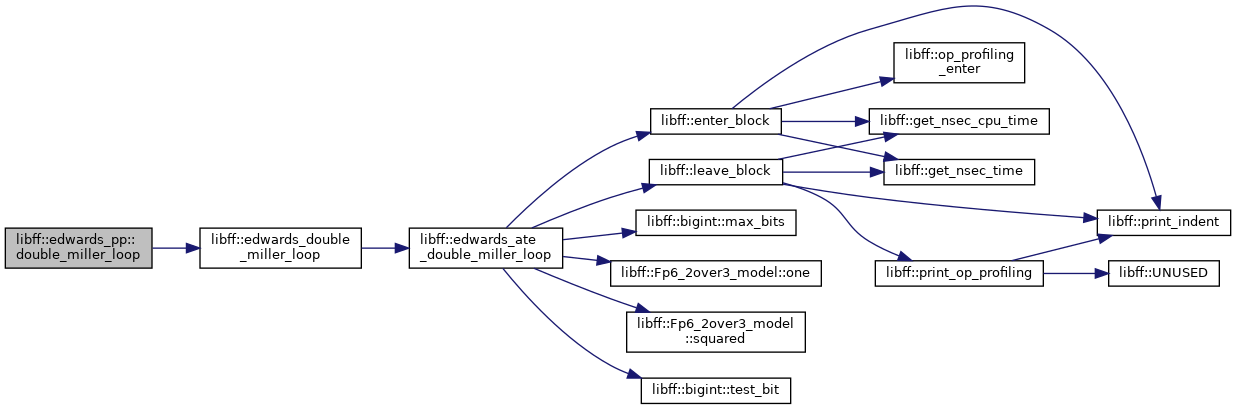 libff::edwards_pp::
double_miller_loop
libff::edwards_double
_miller_loop
libff::edwards_ate
_double_miller_loop
libff::enter_block
libff::leave_block
libff::bigint::max_bits
libff::Fp6_2over3_model::one
libff::Fp6_2over3_model
::squared
libff::bigint::test_bit
libff::op_profiling
_enter
libff::get_nsec_cpu_time
libff::get_nsec_time
libff::print_op_profiling
libff::print_indent
libff::UNUSED